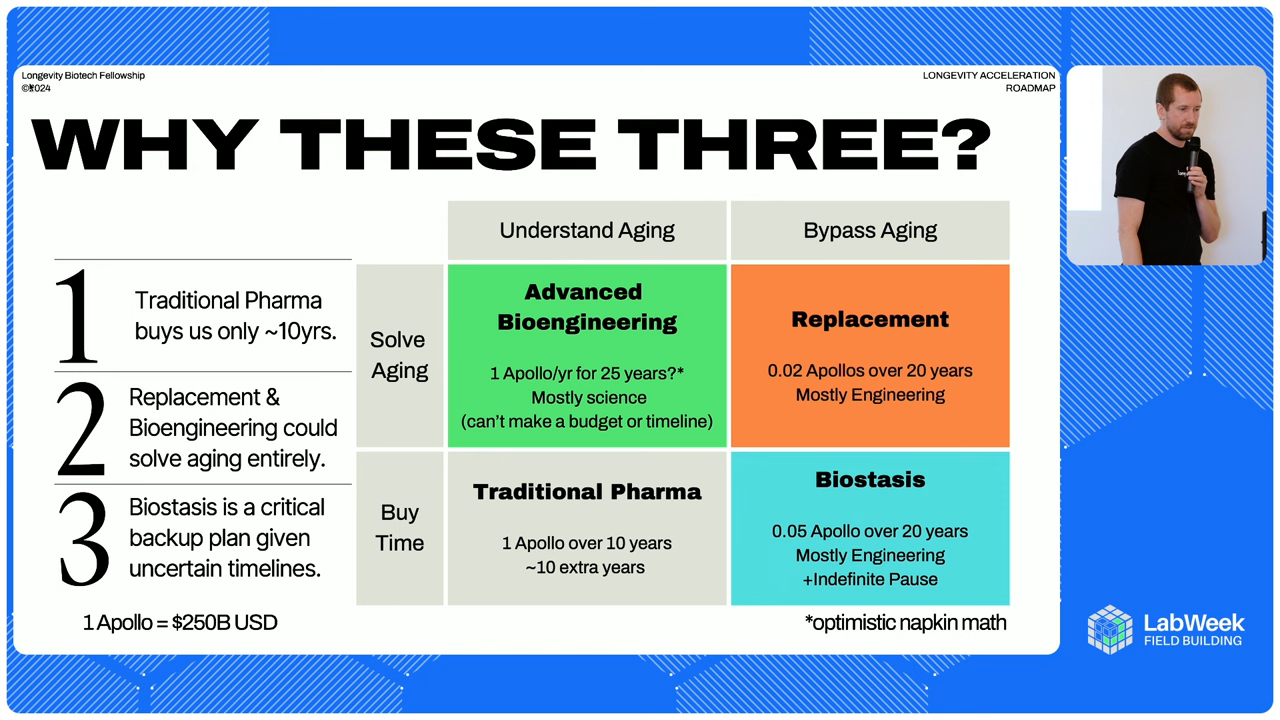 Longevity Biotech Fellowship
LONGEVITY ACCELERATION
ROADMAP
WHY THESE THREE?
Understand Aging
Bypass Aging
1
Traditional Pharma
buys us only ~10yrs.
2
Replacement &
Bioengineering could
solve aging entirely.
3
Biostasis is a critical
backup plan given
uncertain timelines.
1 Apollo = $250B USD
Solve
Aging
Advanced
Bioengineering
1 Apollo/yr for 25 years?*
Mostly science
(can’t make a budget or timeline)
Replacement
0.02 Apollos over 20 years
Mostly Engineering
Buy
Time
Traditional Pharma
1 Apollo over 10 years
~10 extra years
Biostasis
0.05 Apollo over 20 years
Mostly Engineering
+Indefinite Pause
*optimistic napkin math
LabWeek
FIELD BUILDING